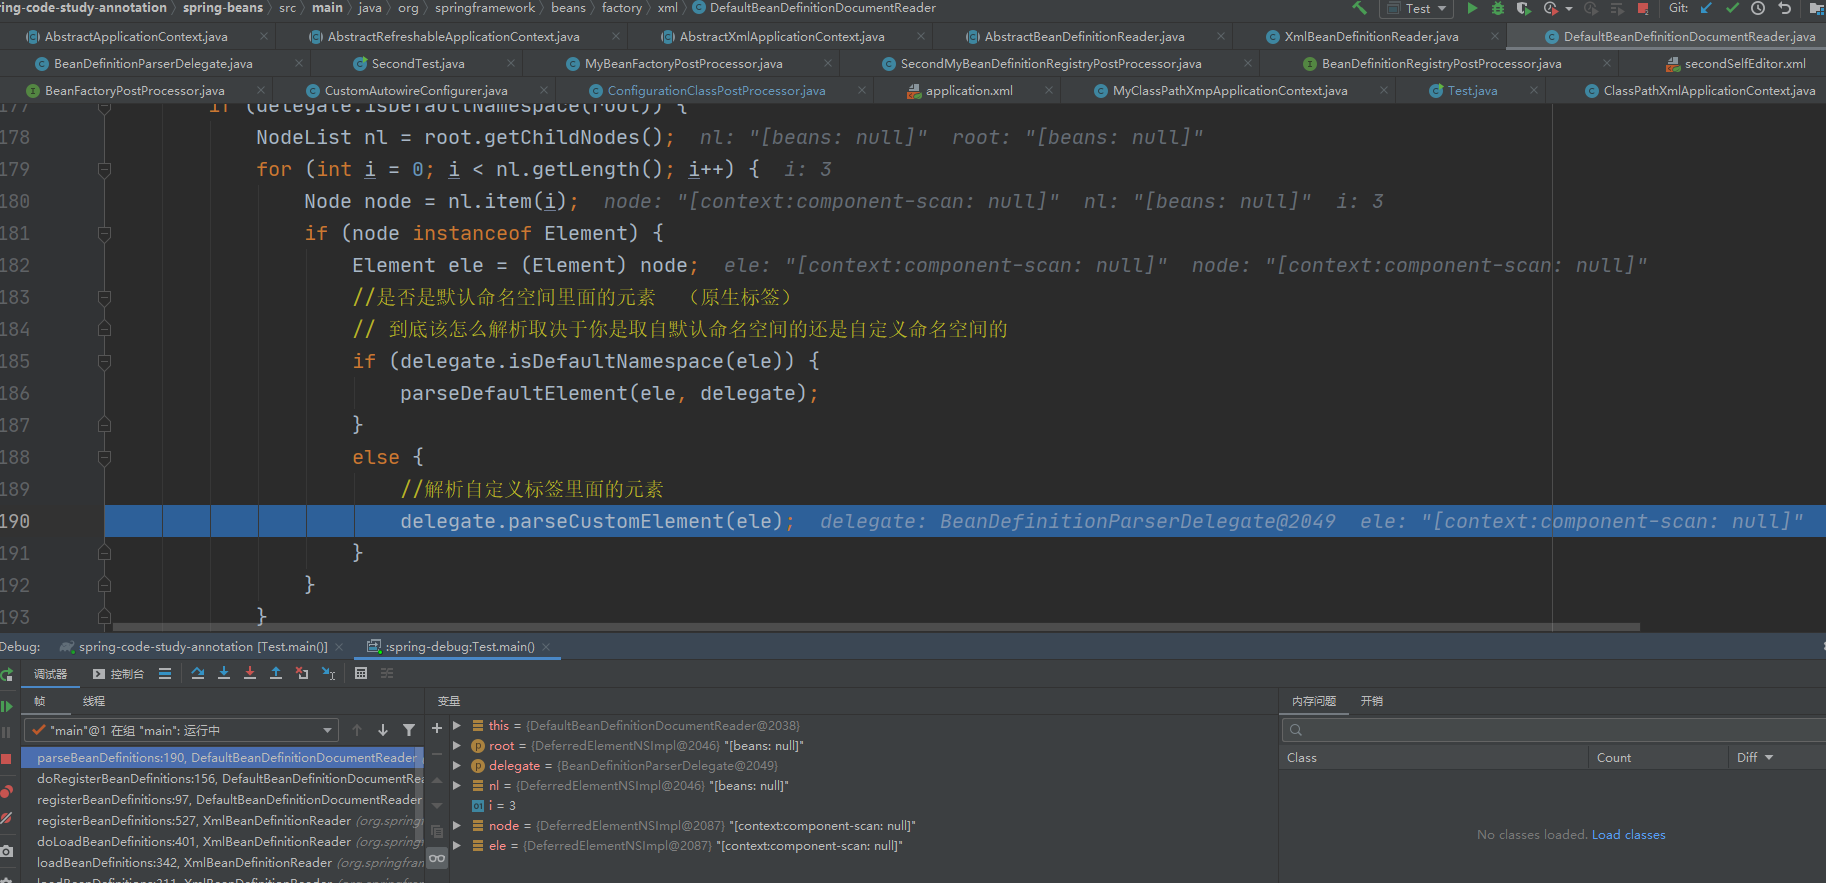 ring-code-study-annotation › spring-beans › src › main › java › org › springframework › beans › factory › xml › DefaultBeanDefinitionDocumentReader Test Git:
AbstractApplicationContext.java AbstractRefreshableApplicationContext.java AbstractXmlApplicationContext.java AbstractBeanDefinitionReader.java XmlBeanDefinitionReader.java DefaultBeanDefinitionDocumentReader.java
BeanDefinitionParserDelegate.java SecondTest.java MyBeanFactoryPostProcessor.java SecondMyBeanDefinitionRegistryPostProcessor.java BeanDefinitionRegistryPostProcessor.java secondSelfEditor.xml
BeanFactoryPostProcessor.java CustomAutowireConfigurer.java ConfigurationClassPostProcessor.java application.xml MyClassPathXmpApplicationContext.java Test.java ClassPathXmlApplicationContext.java
177 if (delegate.isDefaultNamespace(root)) {
178 NodeList nl = root.getChildNodes(); nl: "[beans: null]" root: "[beans: null]"
179 for (int i = 0; i < nl.getLength(); i++) { i: 3
180 Node node = nl.item(i); node: "[context:component-scan: null]" nl: "[beans: null]" i: 3
181 if (node instanceof Element) {
182 Element ele = (Element) node; ele: "[context:component-scan: null]" node: "[context:component-scan: null]"
183 //是否是默认命名空间里面的元素 （原生标签）
184 // 到底该怎么解析取决于你是取自默认命名空间的还是自定义命名空间的
185 if (delegate.isDefaultNamespace(ele)) {
186 parseDefaultElement(ele, delegate);
187 }
188 else {
189 //解析自定义标签里面的元素
190 delegate.parseCustomElement(ele); delegate: BeanDefinitionParserDelegate@2049 ele: "[context:component-scan: null]"
191 }
192 }
193 }
Debug: spring-code-study-annotation [Test.main()] :spring-debug:Test.main()
调试器 控制台
帧 线程 变量 内存问题 开销
"main"@1 在组 "main": 运行中
parseBeanDefinitions:190, DefaultBeanDefinitionDocumentReader
doRegisterBeanDefinitions:156, DefaultBeanDefinitionDocumentRea
registerBeanDefinitions:97, DefaultBeanDefinitionDocumentReader
registerBeanDefinitions:527, XmlBeanDefinitionReader (org.springf
doLoadBeanDefinitions:401, XmlBeanDefinitionReader (org.springf
loadBeanDefinitions:342, XmlBeanDefinitionReader (org.springfram
loadBeanDefinitions:311, XmlBeanDefinitionReader (org.springfram
this = {DefaultBeanDefinitionDocumentReader@2038}
root = {DeferredElementNSImpl@2046} "[beans: null]"
delegate = {BeanDefinitionParserDelegate@2049}
nl = {DeferredElementNSImpl@2046} "[beans: null]"
i = 3
node = {DeferredElementNSImpl@2087} "[context:component-scan: null]"
ele = {DeferredElementNSImpl@2087} "[context:component-scan: null]"
Class Count Diff
No classes loaded. Load classes